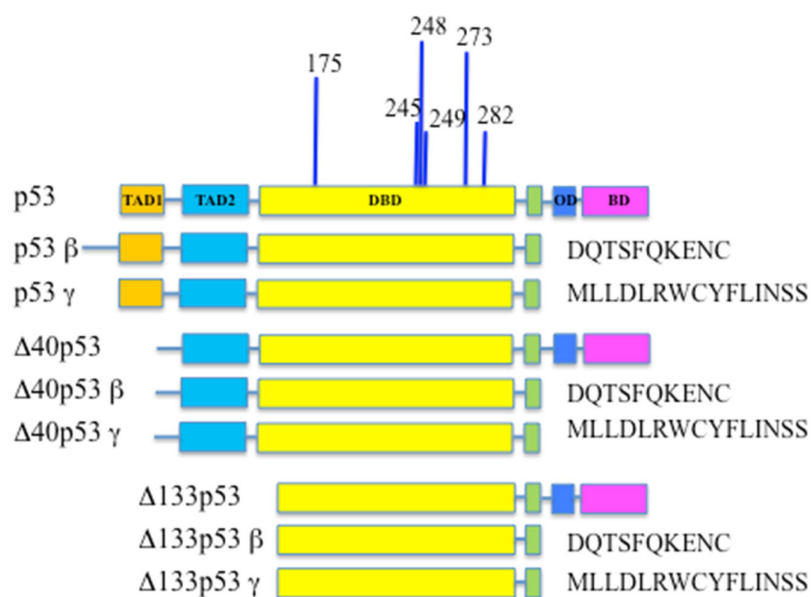 248
273
175
245
249
282
p53
TAD1
TAD2
DBD
OD
BD
p53 β
DQTSFQKENC
p53 γ
MLLDLRWCYFLINSS
Δ40p53
Δ40p53 β
DQTSFQKENC
Δ40p53 γ
MLLDLRWCYFLINSS
Δ133p53
Δ133p53 β
DQTSFQKENC
Δ133p53 γ
MLLDLRWCYFLINSS